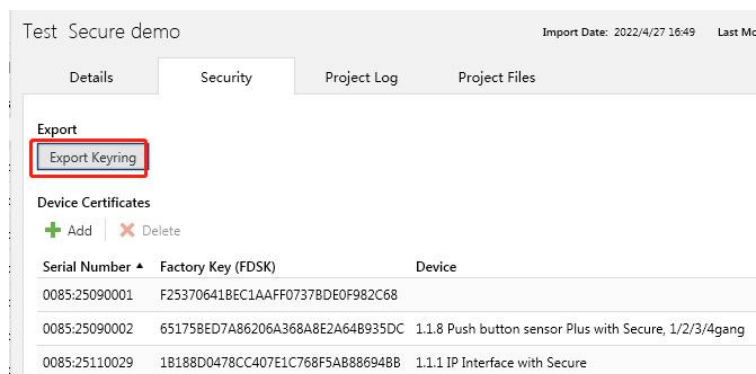 Test Secure demo Import Date: 2022/4/27 16:49 Last Mo
Details Security Project Log Project Files
Export
Export Keyring
Device Certificates
Add Delete
Serial Number Factory Key (FDSK) Device
0085:25090001 F25370641BEC1AAFF0737BDE0F982C68
0085:25090002 65175BED7A86206A368A8E2A64B935DC 1.1.8 Push button sensor Plus with Secure, 1/2/3/4gang
0085:25110029 1B188D0478CC407E1C768F5AB88694BB 1.1.1 IP Interface with Secure